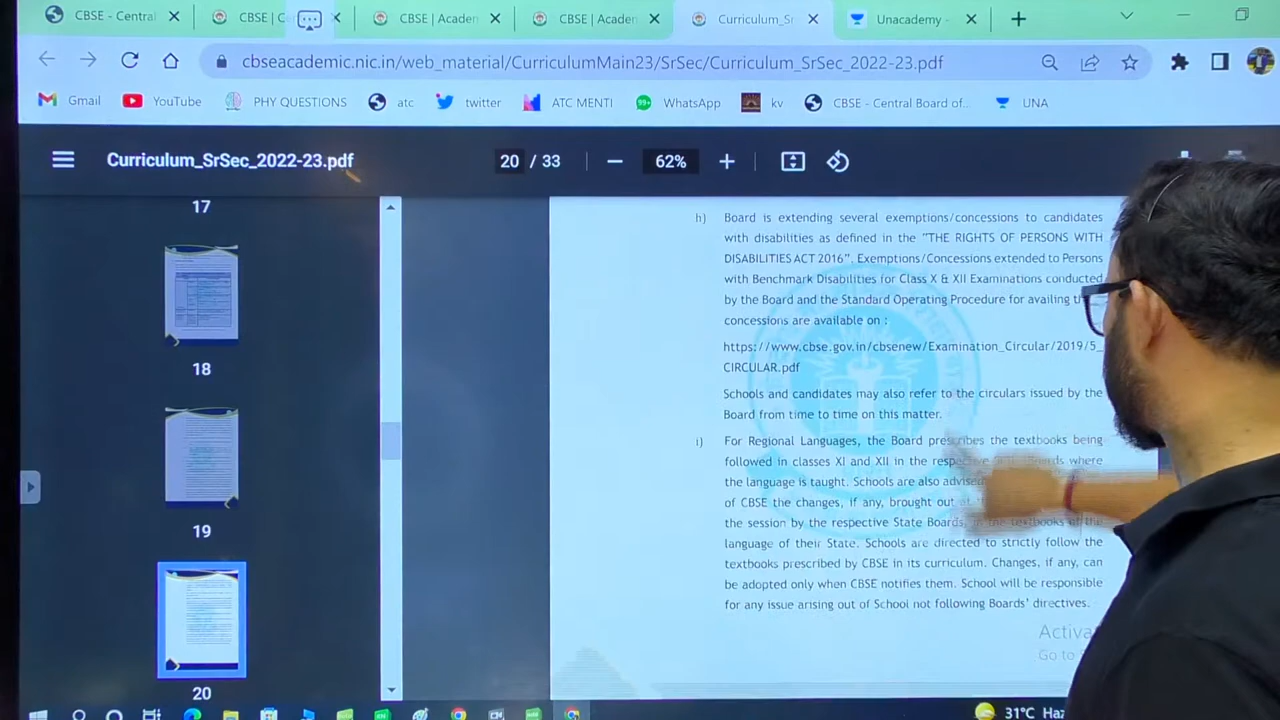 CBSE - Central
CBSE | C
CBSE | Academ
CBSE | Academ
Curriculum_Sr
Unacademy -
cbseacademic.nic.in/web_material/CurriculumMain23/SrSec/Curriculum_SrSec_2022-23.pdf
Gmail
YouTube
PHY QUESTIONS
atc
twitter
ATC MENTI
99+
WhatsApp
kv
CBSE - Central Board of...
UNA
Curriculum_SrSec_2022-23.pdf
20 / 33
62%
17
18
19
20
h) Board is extending several exemptions/concessions to candidates
with disabilities as defined in the "THE RIGHTS OF PERSONS WITH
DISABILITIES ACT 2016". Exemptions/Concessions extended to Persons
with Benchmark Disabilities for Class X & XII Examinations conducted
by the Board and the Standard Operating Procedure for availing
concessions are available on :
https://www.cbse.gov.in/cbsenew/Examination_Circular/2019/5_
CIRCULAR.pdf
Schools and candidates may also refer to the circulars issued by the
Board from time to time on this matter.
i) For Regional Languages, the Board prescribes the textbooks being
followed in classes XI and XII in the respective Boards where
the language is taught. Schools are also advised
of CBSE the changes, if any, brought out at
the session by the respective State Boards, in the textbooks of the
language of their State. Schools are directed to strictly follow the
textbooks prescribed by CBSE in its curriculum. Changes, if any, can
be adopted only when CBSE notifies them. School will be responsible
for any issue arising out of School not following Boards' directives.
Activa
Go to S
31°C Haz